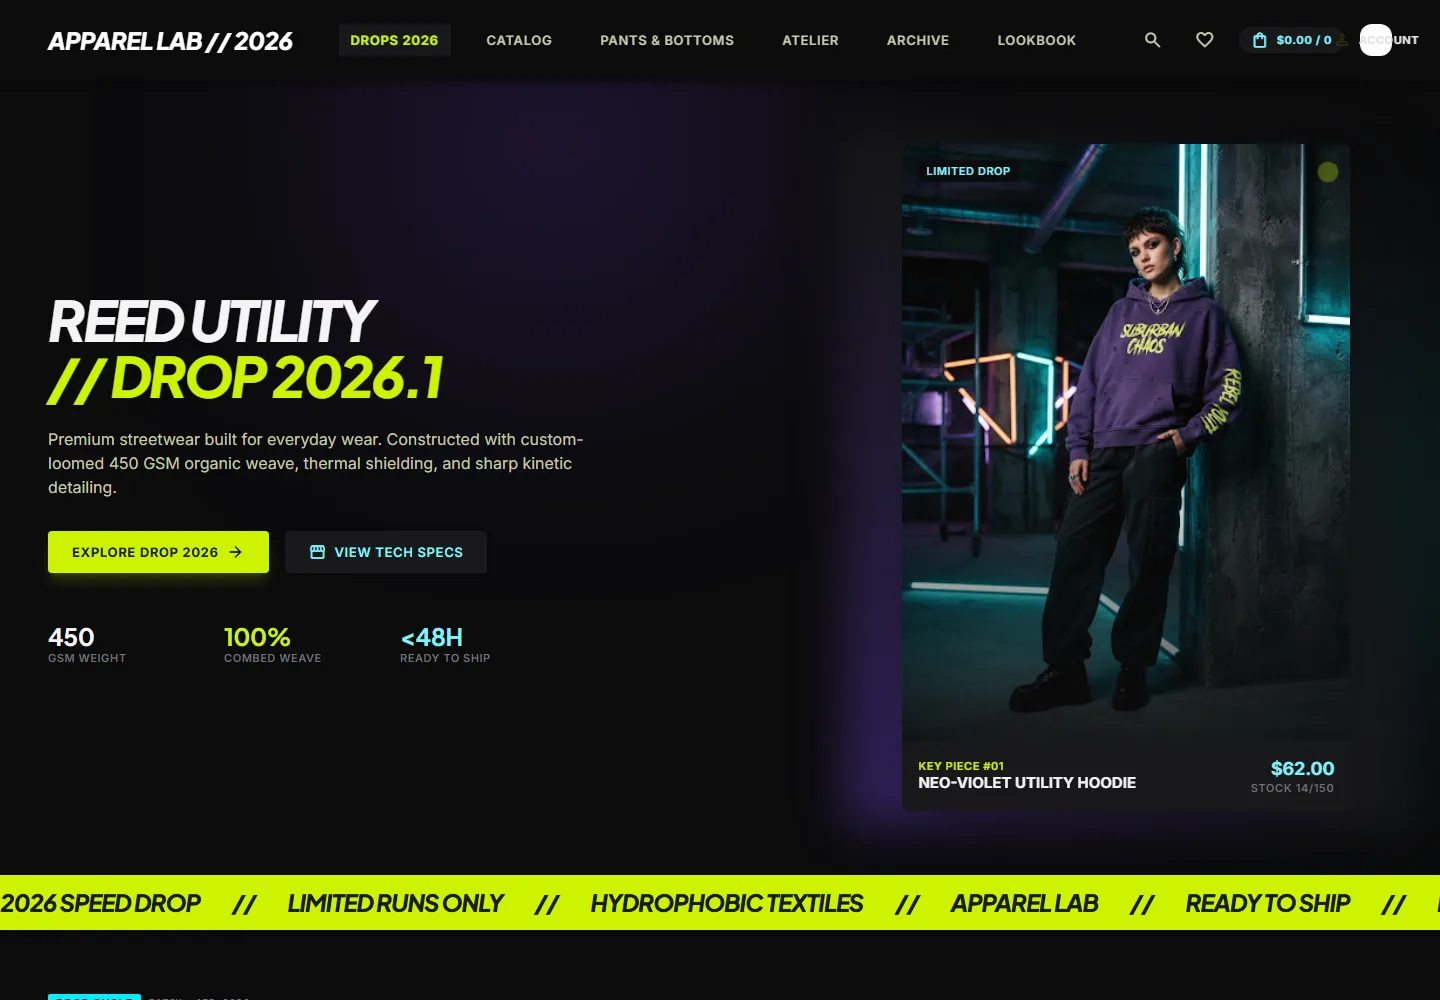 APPAREL LAB // 2026
DROPS 2026
CATALOG
PANTS & BOTTOMS
ATELIER
ARCHIVE
LOOKBOOK
$0.00 / 0
ACCOUNT
LIMITED DROP
SUBURBAN
CHAOS
REBEL YOUTH
REED UTILITY
// DROP 2026.1
Premium streetwear built for everyday wear. Constructed with custom-
loomed 450 GSM organic weave, thermal shielding, and sharp kinetic
detailing.
EXPLORE DROP 2026
VIEW TECH SPECS
450
GSM WEIGHT
100%
COMBED WEAVE
<48H
READY TO SHIP
KEY PIECE #01
NEO-VIOLET UTILITY HOODIE
$62.00
STOCK 14/150
2026 SPEED DROP // LIMITED RUNS ONLY // HYDROPHOBIC TEXTILES // APPAREL LAB // READY TO SHIP //